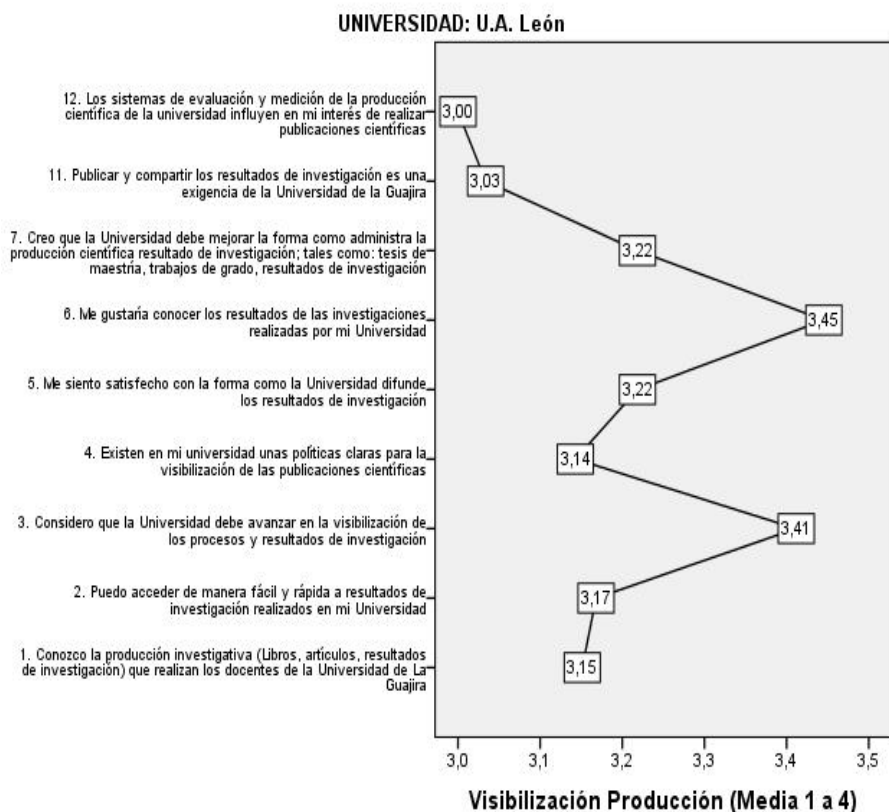 UNIVERSIDAD: U.A. León
12. Los sistemas de evaluación y medición de la producción
científica de la universidad influyen en mi interés de realizar
publicaciones científicas
3,00
11. Publicar y compartir los resultados de investigación es una
exigencia de la Universidad de la Guajira
3,03
7. Creo que la Universidad debe mejorar la forma como administra la
producción científica resultado de investigación; tales como: tesis de
maestría, trabajos de grado, resultados de investigación
3,22
6. Me gustaría conocer los resultados de las investigaciones
realizadas por mi Universidad
3,45
5. Me siento satisfecho con la forma como la Universidad difunde
los resultados de investigación
3,22
4. Existen en mi universidad unas políticas claras para la
visibilización de las publicaciones científicas
3,14
3. Considero que la Universidad debe avanzar en la visibilización de
los procesos y resultados de investigación
3,41
2. Puedo acceder de manera fácil y rápida a resultados de
investigación realizados en mi Universidad
3,17
1. Conozco la producción investigativa (Libros, artículos, resultados
de investigación) que realizan los docentes de la Universidad de La
Guajira
3,15
3,0 3,1 3,2 3,3 3,4 3,5
Visibilización Producción (Media 1 a 4)